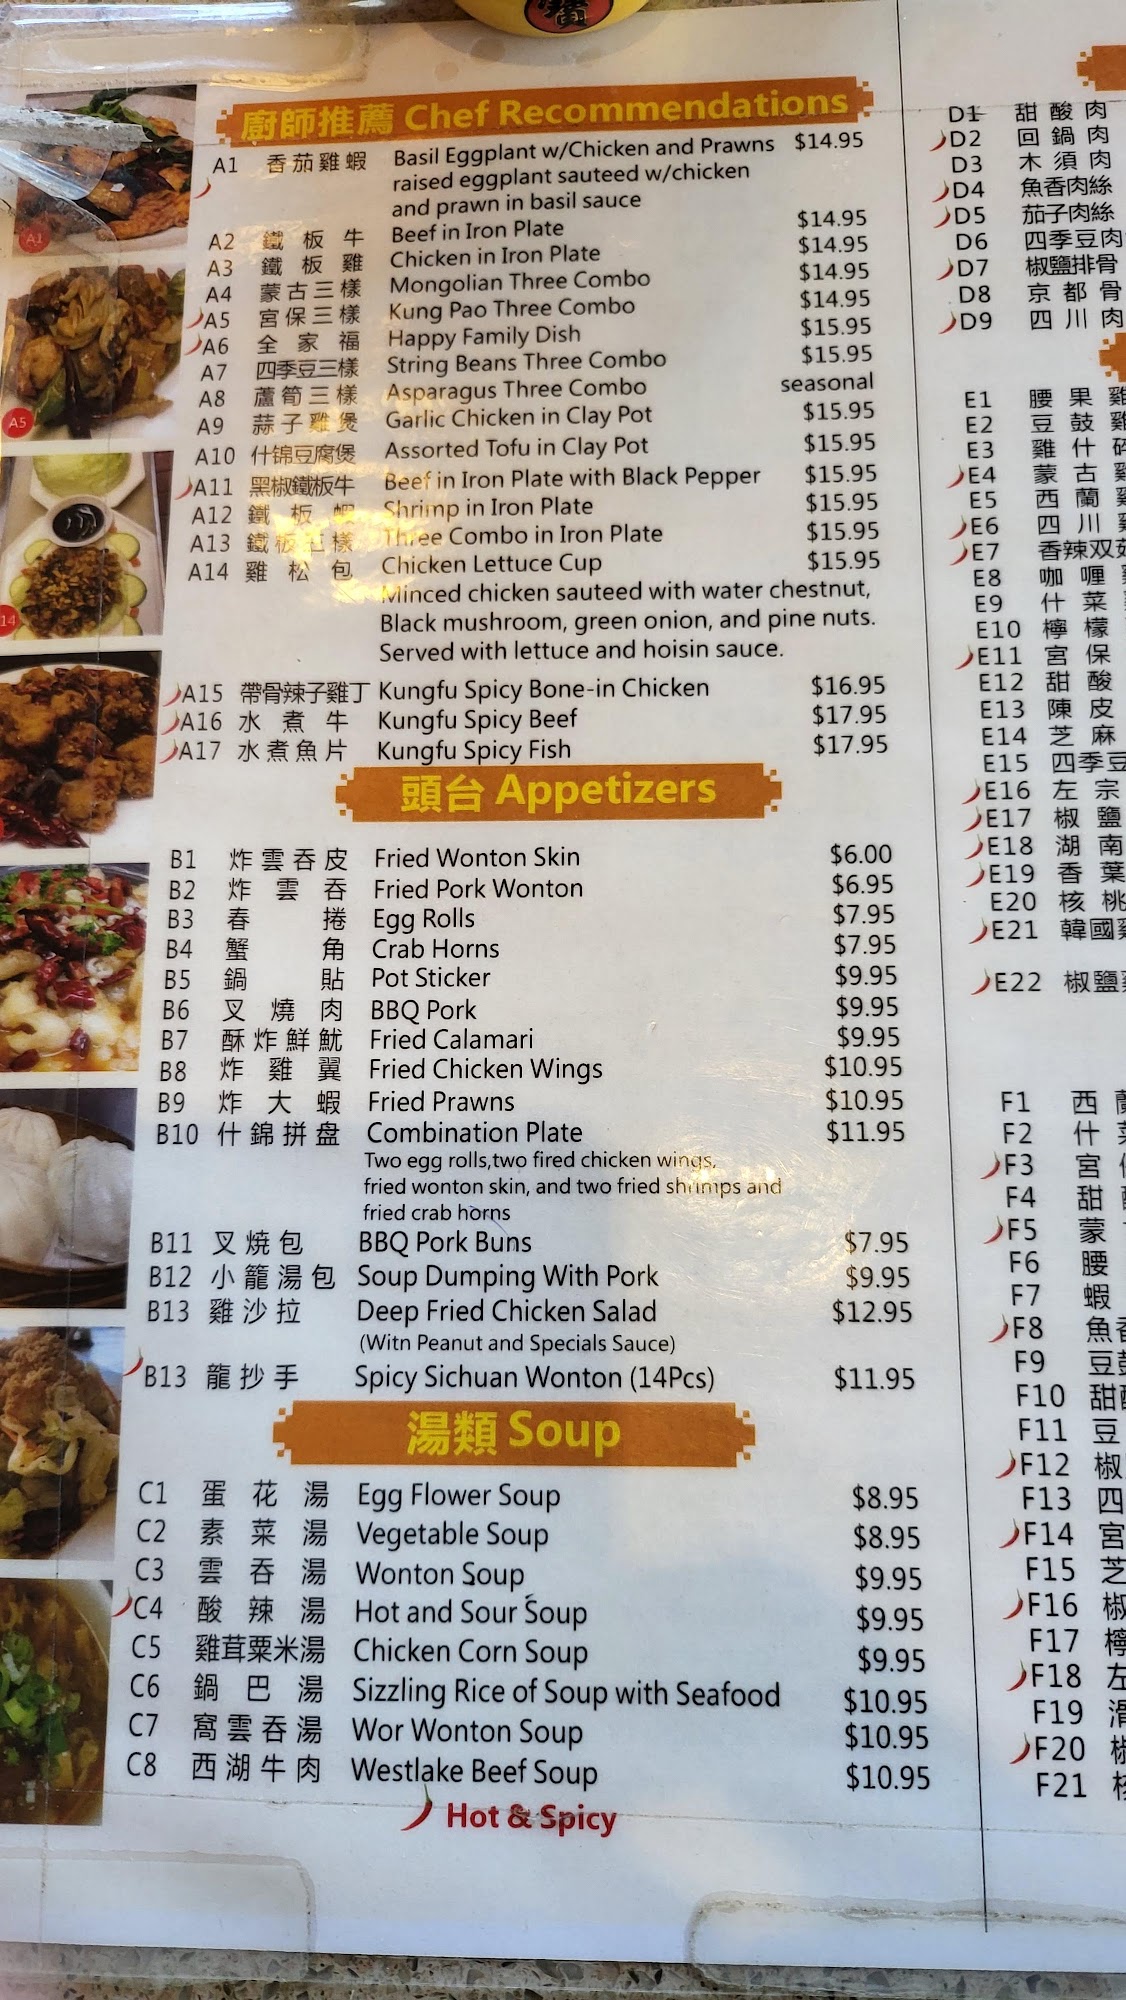 廚師推薦 Chef Recommendations
A1 香茄雞蝦 Basil Eggplant w/Chicken and Prawns $14.95
raised eggplant sauteed w/chicken
and prawn in basil sauce
A2 鐵板牛 Beef in Iron Plate $14.95
A3 鐵板雞 Chicken in Iron Plate $14.95
A4 蒙古三樣 Mongolian Three Combo $14.95
A5 宮保三樣 Kung Pao Three Combo $14.95
A6 全家福 Happy Family Dish $15.95
A7 四季豆三樣 String Beans Three Combo $15.95
A8 蘆筍三樣 Asparagus Three Combo seasonal
A9 蒜子雞煲 Garlic Chicken in Clay Pot $15.95
A10 什锦豆腐煲 Assorted Tofu in Clay Pot $15.95
A11 黑椒鐵板牛 Beef in Iron Plate with Black Pepper $15.95
A12 鐵板蝦 Shrimp in Iron Plate $15.95
A13 鐵板三樣 Three Combo in Iron Plate $15.95
A14 雞松包 Chicken Lettuce Cup $15.95
Minced chicken sauteed with water chestnut,
Black mushroom, green onion, and pine nuts.
Served with lettuce and hoisin sauce.
A15 帶骨辣子雞丁 Kungfu Spicy Bone-in Chicken $16.95
A16 水煮牛 Kungfu Spicy Beef $17.95
A17 水煮魚片 Kungfu Spicy Fish $17.95
頭台 Appetizers
B1 炸雲吞皮 Fried Wonton Skin $6.00
B2 炸雲吞 Fried Pork Wonton $6.95
B3 春捲 Egg Rolls $7.95
B4 蟹角 Crab Horns $7.95
B5 鍋貼 Pot Sticker $9.95
B6 叉燒肉 BBQ Pork $9.95
B7 酥炸鮮魷 Fried Calamari $9.95
B8 炸雞翼 Fried Chicken Wings $10.95
B9 炸大蝦 Fried Prawns $10.95
B10 什錦拼盘 Combination Plate $11.95
Two egg rolls,two fired chicken wings,
fried wonton skin, and two fried shrimps and
fried crab horns
B11 叉燒包 BBQ Pork Buns $7.95
B12 小籠湯包 Soup Dumping With Pork $9.95
B13 雞沙拉 Deep Fried Chicken Salad $12.95
(Witn Peanut and Specials Sauce)
B13 龍抄手 Spicy Sichuan Wonton (14Pcs) $11.95
湯類 Soup
C1 蛋花湯 Egg Flower Soup $8.95
C2 素菜湯 Vegetable Soup $8.95
C3 雲吞湯 Wonton Soup $9.95
C4 酸辣湯 Hot and Sour Soup $9.95
C5 雞茸粟米湯 Chicken Corn Soup $9.95
C6 鍋巴湯 Sizzling Rice of Soup with Seafood $10.95
C7 窩雲吞湯 Wor Wonton Soup $10.95
C8 西湖牛肉 Westlake Beef Soup $10.95
Hot & Spicy
D1 甜酸肉
D2 回鍋肉
D3 木須肉
D4 魚香肉絲
D5 茄子肉絲
D6 四季豆肉
D7 椒鹽排骨
D8 京都骨
D9 四川肉
E1 腰果雞
E2 豆鼓雞
E3 雞什碎
E4 蒙古雞
E5 西蘭
E6 四川
E7 香辣双菇
E8 咖喱
E9 什菜
E10 檸檬
E11 宮保
E12 甜酸
E13 陳皮
E14 芝麻
E15 四季豆
E16 左宗
E17 椒鹽
E18 湖南
E19 香葉
E20 核桃
E21 韓國雞
E22 椒鹽
F1 西蘭
F2 什菜
F3 宮
F4 甜
F5 蒙
F6 腰
F7 蝦
F8 魚香
F9 豆鼓
F10 甜酸
F11 豆
F12 椒
F13 四
F14 宮
F15 芝
F16 椒
F17 檸
F18 左
F19 滑
F20 椒
F21 核
A1
A5
14